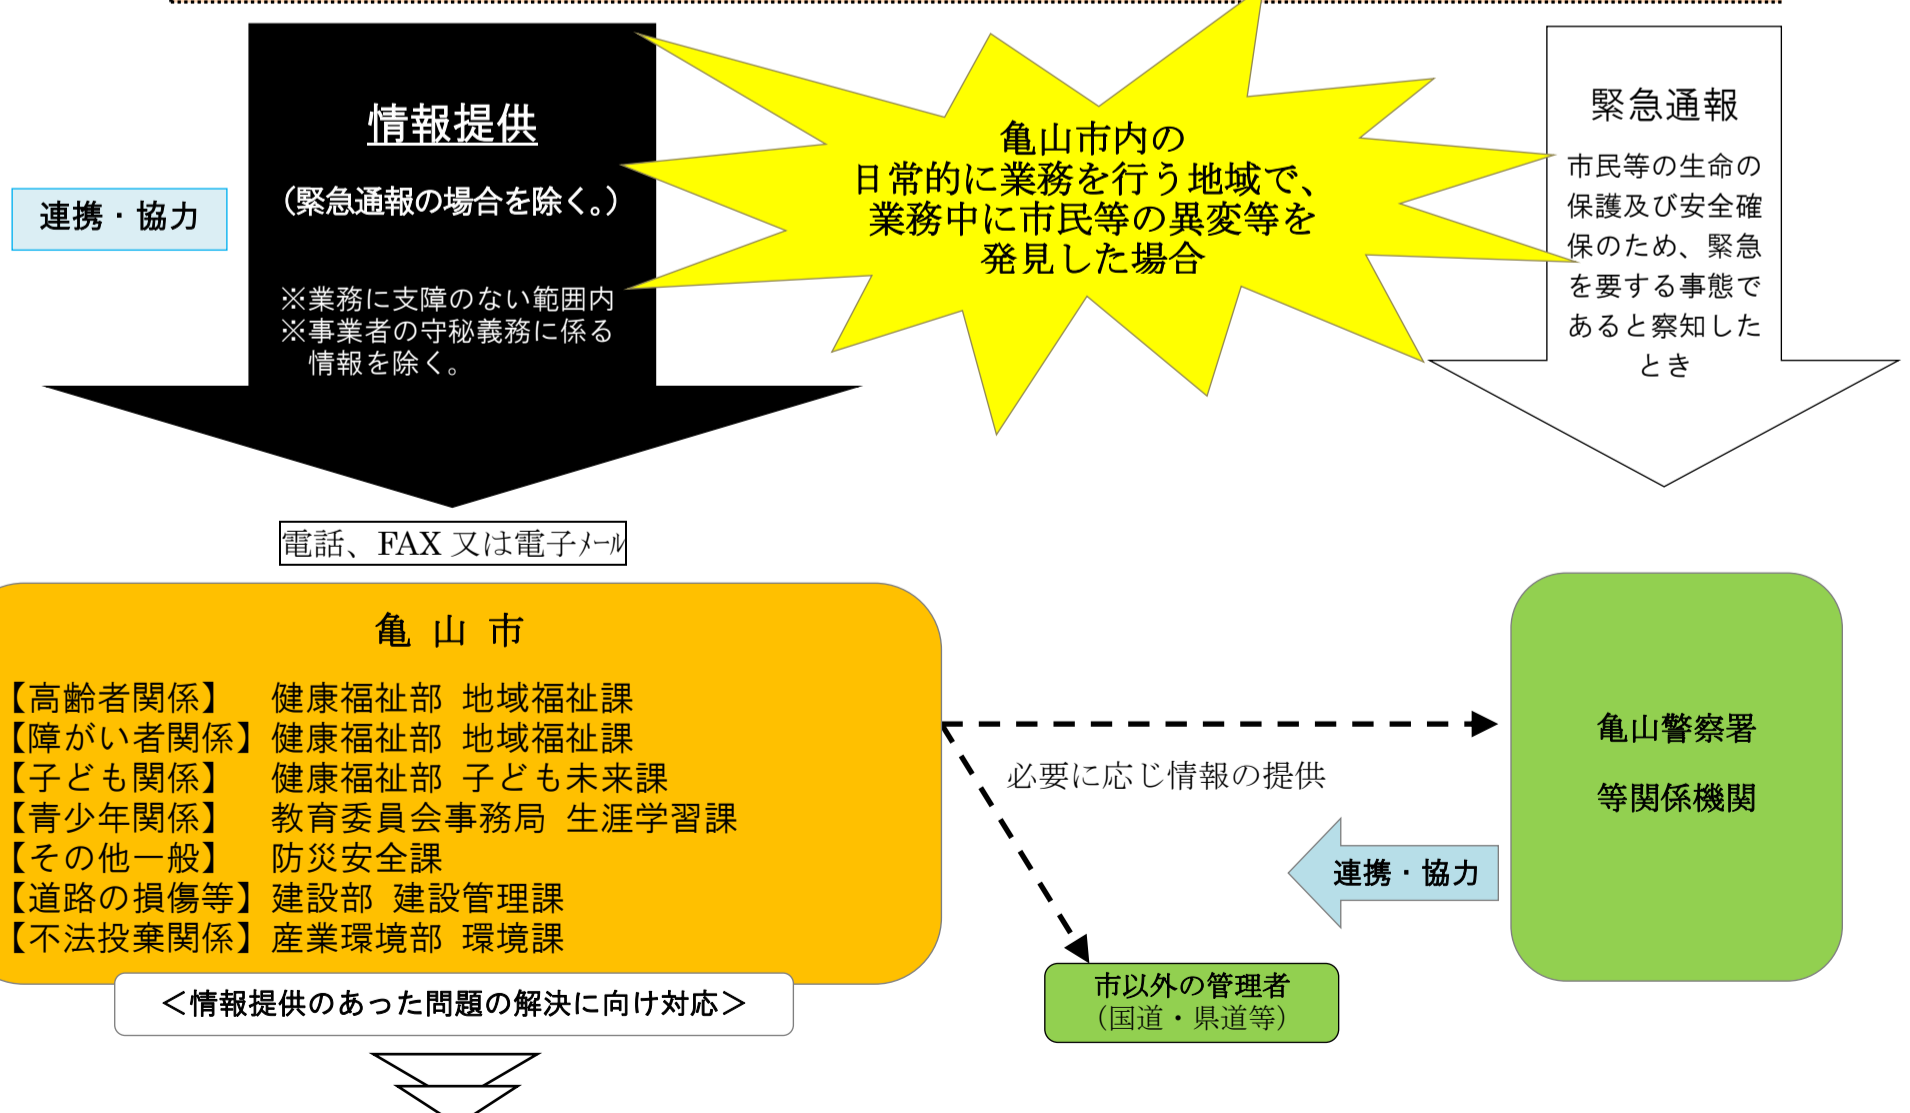 情報提供
（緊急通報の場合を除く。）
※業務に支障のない範囲内
※事業者の守秘義務に係る
情報を除く。
連携・協力
亀山市内の
日常的に業務を行う地域で、
業務中に市民等の異変等を
発見した場合
緊急通報
市民等の生命の
保護及び安全確
保のため、緊急
を要する事態で
あると察知した
とき
電話、FAX 又は電子ﾒｰﾙ
亀 山 市
【高齢者関係】 健康福祉部 地域福祉課
【障がい者関係】健康福祉部 地域福祉課
【子ども関係】 健康福祉部 子ども未来課
【青少年関係】 教育委員会事務局 生涯学習課
【その他一般】 防災安全課
【道路の損傷等】建設部 建設管理課
【不法投棄関係】産業環境部 環境課
＜情報提供のあった問題の解決に向け対応＞
必要に応じ情報の提供
亀山警察署
等関係機関
連携・協力
市以外の管理者
（国道・県道等）